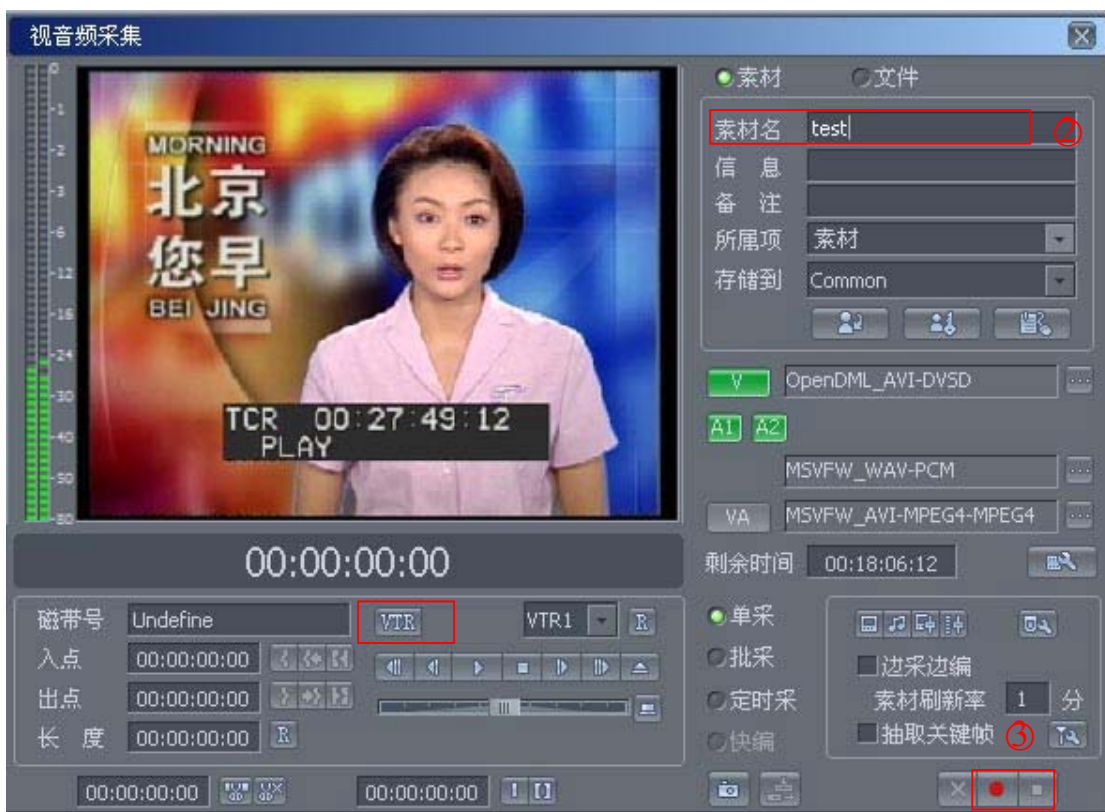 视音频采集
素材 文件
0
-1
-2
-3
-6
-12
-16
-24
-30
-40
-50
-80
MORNING
北京
您早
BEI JING
TCR 00:27:49:12
PLAY
素材名 test ②
信 息
备 注
所属项 素材
存储到 Common
V OpenDML_AVI-DVSD ...
A1 A2
MSVFW_WAV-PCM ...
VA MSVFW_AVI-MPEG4-MPEG4 ...
00:00:00:00
剩余时间 00:18:06:12
磁带号 Undefine VTR VTR1 R
入点 00:00:00:00
出点 00:00:00:00
长 度 00:00:00:00 R
00:00:00:00 00:00:00:00
单采
批采
定时采
快编
边采边编
素材刷新率 1 分
抽取关键帧 ③